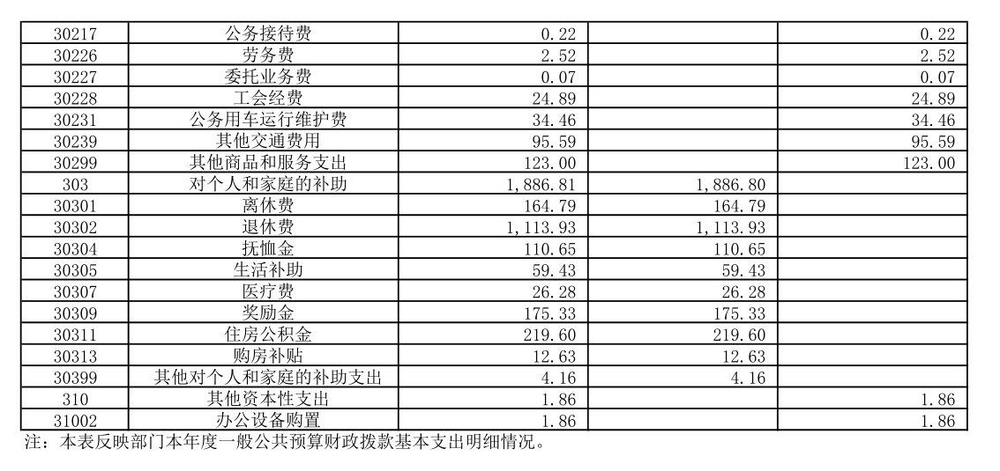 30217 公务接待费 0.22 0.22
30226 劳务费 2.52 2.52
30227 委托业务费 0.07 0.07
30228 工会经费 24.89 24.89
30231 公务用车运行维护费 34.46 34.46
30239 其他交通费用 95.59 95.59
30299 其他商品和服务支出 123.00 123.00
303 对个人和家庭的补助 1,886.81 1,886.80
30301 离休费 164.79 164.79
30302 退休费 1,113.93 1,113.93
30304 抚恤金 110.65 110.65
30305 生活补助 59.43 59.43
30307 医疗费 26.28 26.28
30309 奖励金 175.33 175.33
30311 住房公积金 219.60 219.60
30313 购房补贴 12.63 12.63
30399 其他对个人和家庭的补助支出 4.16 4.16
310 其他资本性支出 1.86 1.86
31002 办公设备购置 1.86 1.86
注：本表反映部门本年度一般公共预算财政拨款基本支出明细情况。